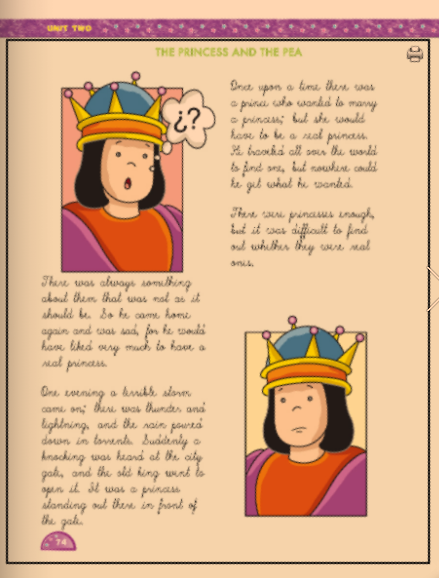 UNIT TWO
THE PRINCESS AND THE PEA
¿?
Once upon a time there was
a prince who wanted to marry
a princess; but she would
have to be a real princess.
He traveled all over the world
to find one, but nowhere could
he get what he wanted.
There were princesses enough,
but it was difficult to find
out whether they were real
ones.
There was always something
about them that was not as it
should be. So he came home
again and was sad, for he would
have liked very much to have a
real princess.
One evening a terrible storm
came on; there was thunder and
lightning, and the rain poured
down in torrents. Suddenly a
knocking was heard at the city
gate, and the old king went to
open it. It was a princess
standing out there in front of
the gate.
74